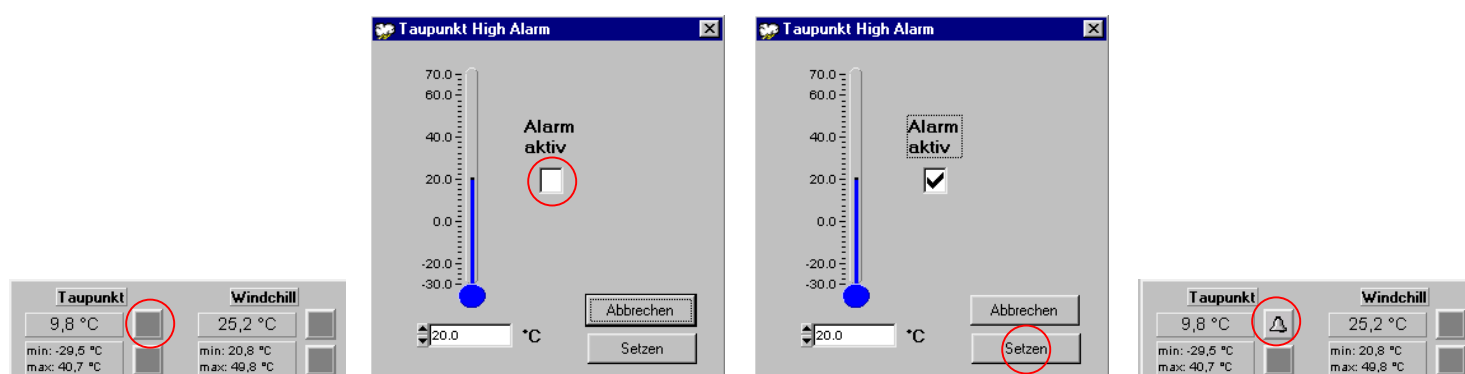 Taupunkt
Windchill
9,8 °C
25,2 °C
min: -29,5 °C
max: 40,7 °C
min: 20,8 °C
max: 49,8 °C
Taupunkt High Alarm
70.0
60.0
40.0
20.0
0.0
-20.0
-30.0
Alarm
aktiv
20.0
°C
Abbrechen
Setzen
Taupunkt High Alarm
70.0
60.0
40.0
20.0
0.0
-20.0
-30.0
Alarm
aktiv
20.0
°C
Abbrechen
Setzen
Taupunkt
Windchill
9,8 °C
25,2 °C
min: -29,5 °C
max: 40,7 °C
min: 20,8 °C
max: 49,8 °C